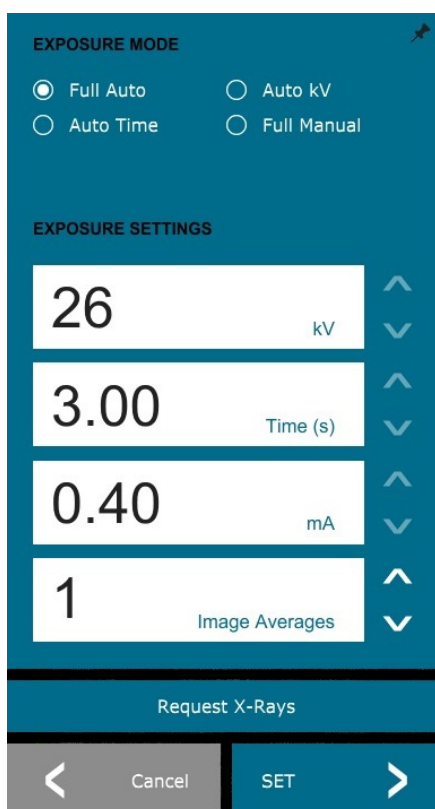 EXPOSURE MODE
Full Auto
Auto kV
Auto Time
Full Manual
EXPOSURE SETTINGS
26
kV
3.00
Time (s)
0.40
mA
1
Image Averages
Request X-Rays
Cancel
SET